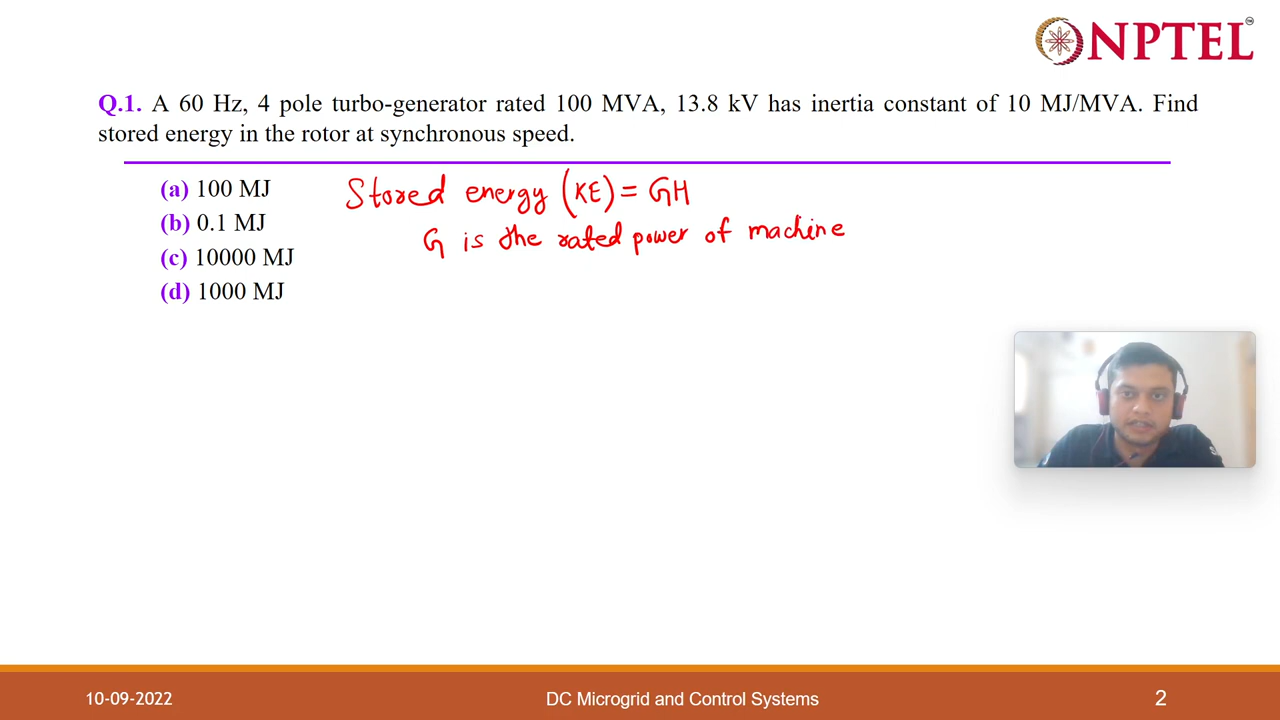 NPTEL
Q.1. A 60 Hz, 4 pole turbo-generator rated 100 MVA, 13.8 kV has inertia constant of 10 MJ/MVA. Find
stored energy in the rotor at synchronous speed.
(a) 100 MJ
Stored energy (KE) = GH
(b) 0.1 MJ
G is the rated power of machine
(c) 10000 MJ
(d) 1000 MJ
10-09-2022
DC Microgrid and Control Systems
2